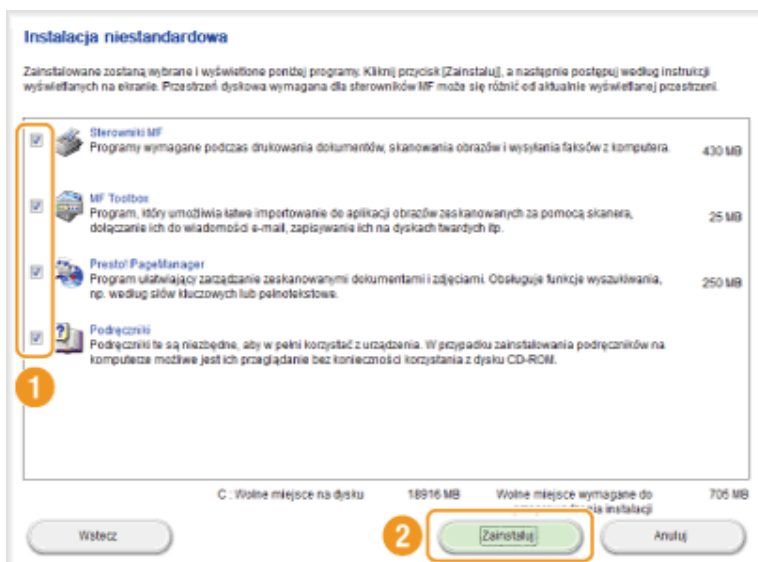 Instalacja niestandardowa
Zainstalowane zostaną wybrane i wyświetlone poniżej programy. Kliknij przycisk [Zainstaluj], a następnie postępuj według instrukcji
wyświetlanych na ekranie. Przestrzeń dyskowa wymagana dla sterowników MF może się różnić od aktualnie wyświetlanej przestrzeni.
Sterowniki MF
Programy wymagane podczas drukowania dokumentów, skanowania obrazów i wysyłania faksów z komputera.
430 MB
MF Toolbox
Program, który umożliwia łatwe importowanie do aplikacji obrazów zeskanowanych za pomocą skanera,
dołączanie ich do wiadomości e-mail, zapisywanie ich na dyskach twardych itp.
25 MB
Presto! PageManager
Program ułatwiający zarządzanie zeskanowanymi dokumentami i zdjęciami. Obsługuje funkcje wyszukiwania,
np. według słów kluczowych lub pełnotekstowe.
250 MB
Podręczniki
Podręczniki te są niezbędne, aby w pełni korzystać z urządzenia. W przypadku zainstalowania podręczników na
komputerze możliwe jest ich przeglądanie bez konieczności korzystania z dysku CD-ROM.
1
C : Wolne miejsce na dysku 18916 MB Wolne miejsce wymagane do 705 MB
instalacji
Wstecz 2 Zainstaluj Anuluj